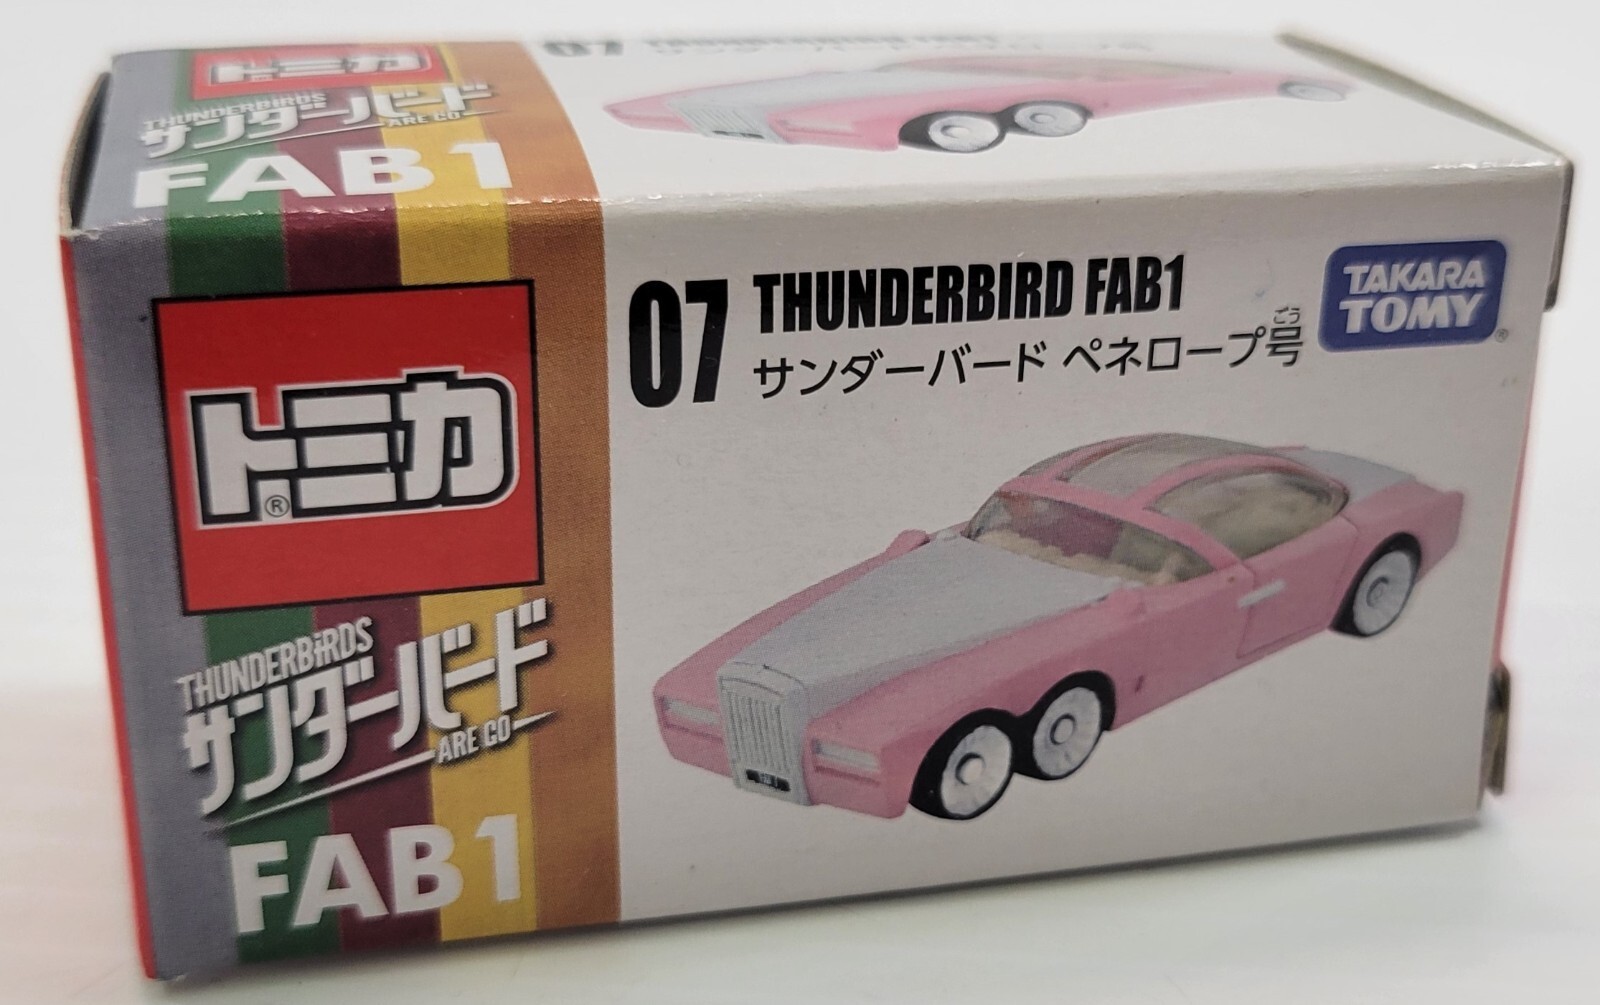 トミカ
THUNDERBIRDS
サンダーバード
ARE GO
FAB1
07
07 THUNDERBIRD FAB1
サンダーバード ペネロープ号
ごう
TAKARA
TOMY
®
トミカ
®
THUNDERBiRDS
サンダーバード
ARE GO
FAB1